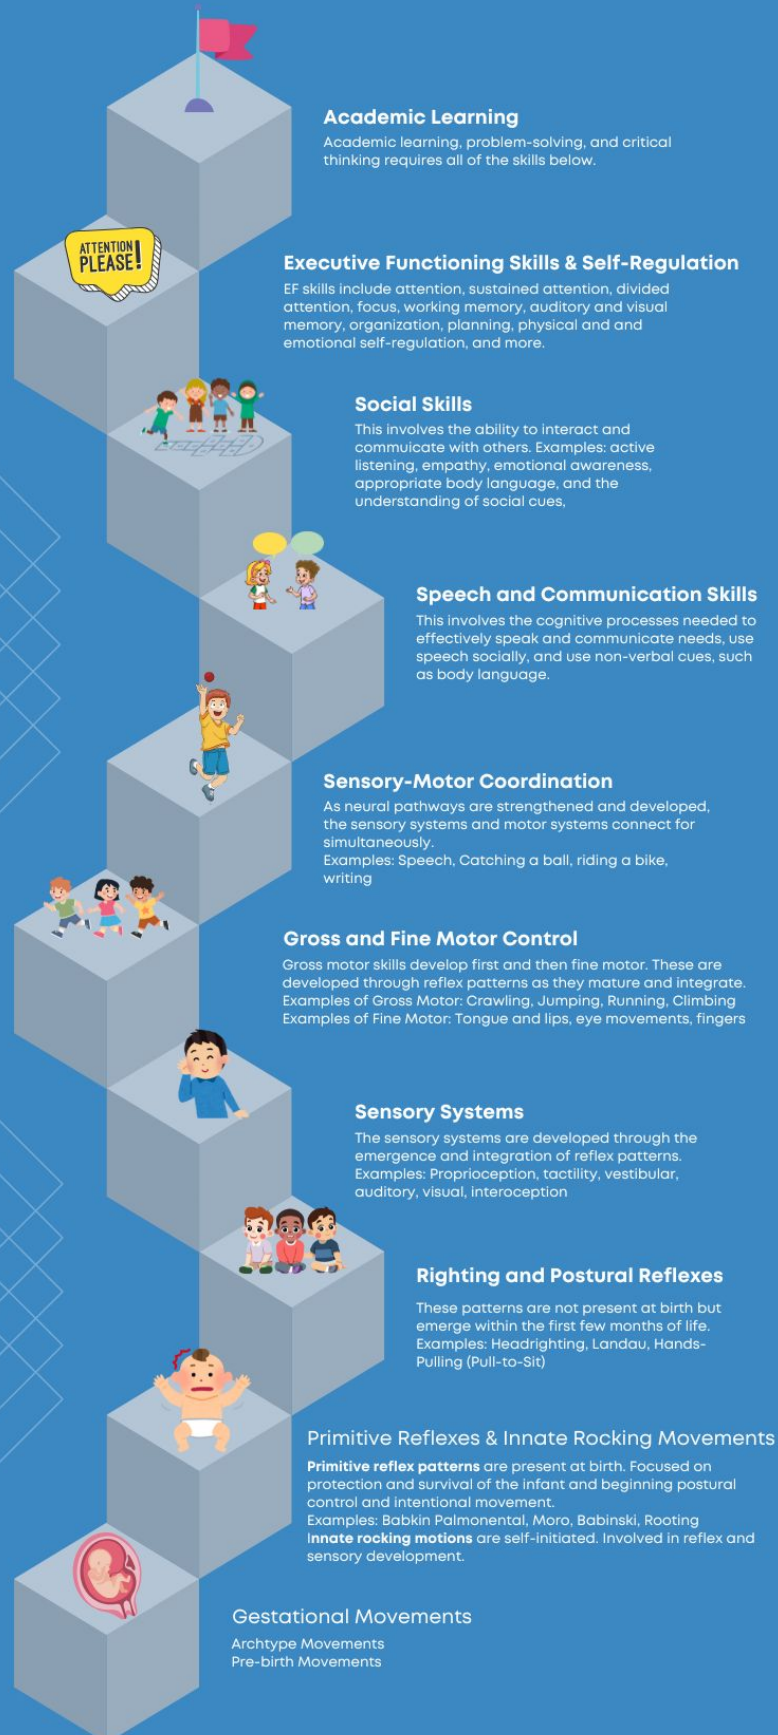 Academic Learning
Academic learning, problem-solving, and critical
thinking requires all of the skills below.
ATTENTION
PLEASE!
Executive Functioning Skills & Self-Regulation
EF skills include attention, sustained attention, divided
attention, focus, working memory, auditory and visual
memory, organization, planning, physical and and
emotional self-regulation, and more.
Social Skills
This involves the ability to interact and
commuicate with others. Examples: active
listening, empathy, emotional awareness,
appropriate body language, and the
understanding of social cues,
Speech and Communication Skills
This involves the cognitive processes needed to
effectively speak and communicate needs, use
speech socially, and use non-verbal cues, such
as body language.
Sensory-Motor Coordination
As neural pathways are strengthened and developed,
the sensory systems and motor systems connect for
simultaneously.
Examples: Speech, Catching a ball, riding a bike,
writing
Gross and Fine Motor Control
Gross motor skills develop first and then fine motor. These are
developed through reflex patterns as they mature and integrate.
Examples of Gross Motor: Crawling, Jumping, Running, Climbing
Examples of Fine Motor: Tongue and lips, eye movements, fingers
Sensory Systems
The sensory systems are developed through the
emergence and integration of reflex patterns.
Examples: Proprioception, tactility, vestibular,
auditory, visual, interoception
Righting and Postural Reflexes
These patterns are not present at birth but
emerge within the first few months of life.
Examples: Headrighting, Landau, Hands-
Pulling (Pull-to-Sit)
Primitive Reflexes & Innate Rocking Movements
Primitive reflex patterns are present at birth. Focused on
protection and survival of the infant and beginning postural
control and intentional movement.
Examples: Babkin Palmonental, Moro, Babinski, Rooting
Innate rocking motions are self-initiated. Involved in reflex and
sensory development.
Gestational Movements
Archtype Movements
Pre-birth Movements